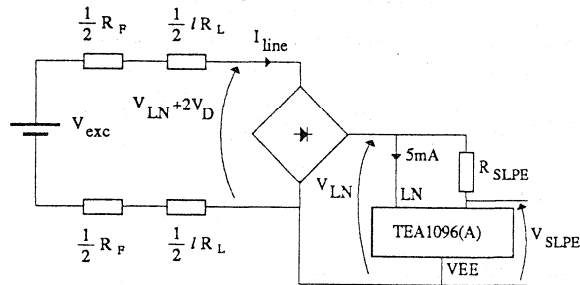 ½ R_F
½ l R_L
I_line
V_exc
V_LN+2V_D
5mA
R_SLPE
V_LN
LN
TEA1096(A)
V_SLPE
VEE
½ R_F
½ l R_L